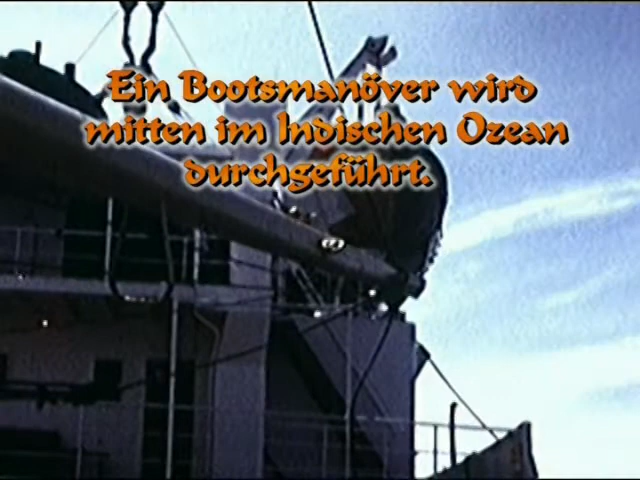 Ein Bootsmanöver wird
mitten im Indischen Ozean
durchgeführt.